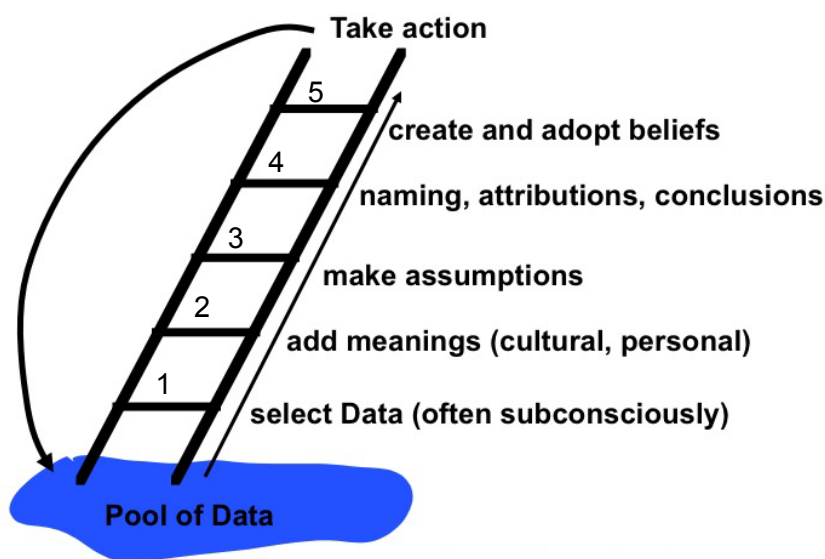 Take action
5
create and adopt beliefs
4
naming, attributions, conclusions
3
make assumptions
2
add meanings (cultural, personal)
1
select Data (often subconsciously)
Pool of Data